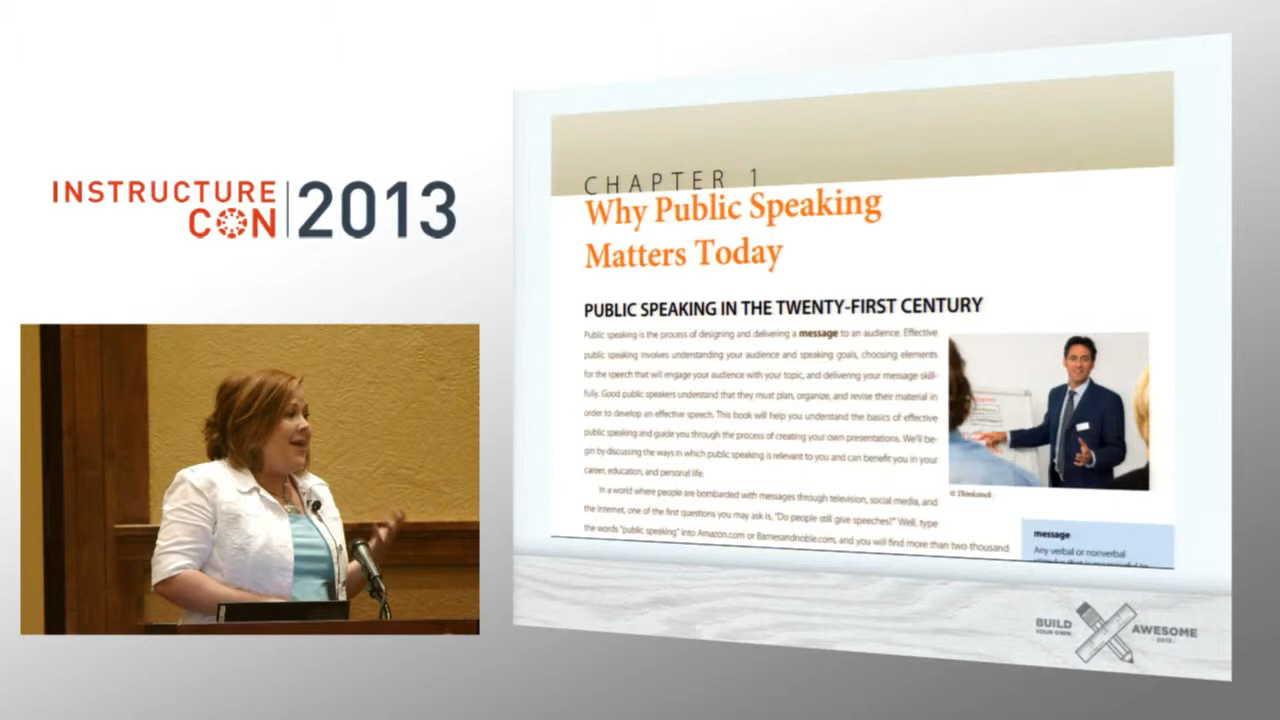 INSTRUCTURE
CON
2013
CHAPTER 1
Why Public Speaking
Matters Today
PUBLIC SPEAKING IN THE TWENTY-FIRST CENTURY
Public speaking is the process of designing and delivering a message to an audience. Effective
public speaking involves understanding your audience and speaking goals, choosing elements
for the speech that will engage your audience with your topic, and delivering your message skill-
fully. Good public speakers understand that they must plan, organize, and revise their material in
order to develop an effective speech. This book will help you understand the basics of effective
public speaking and guide you through the process of creating your own presentations. We'll be-
gin by discussing the ways in which public speaking is relevant to you and can benefit you in your
career, education, and personal life.
In a world where people are bombarded with messages through television, social media, and
the Internet, one of the first questions you may ask is, "Do people still give speeches?" Well, type
the words "public speaking" into Amazon.com or Barnesandnoble.com, and you will find more than two thousand
© Thinkstock
message
Any verbal or nonverbal
BUILD
YOUR OWN
AWESOME
2013